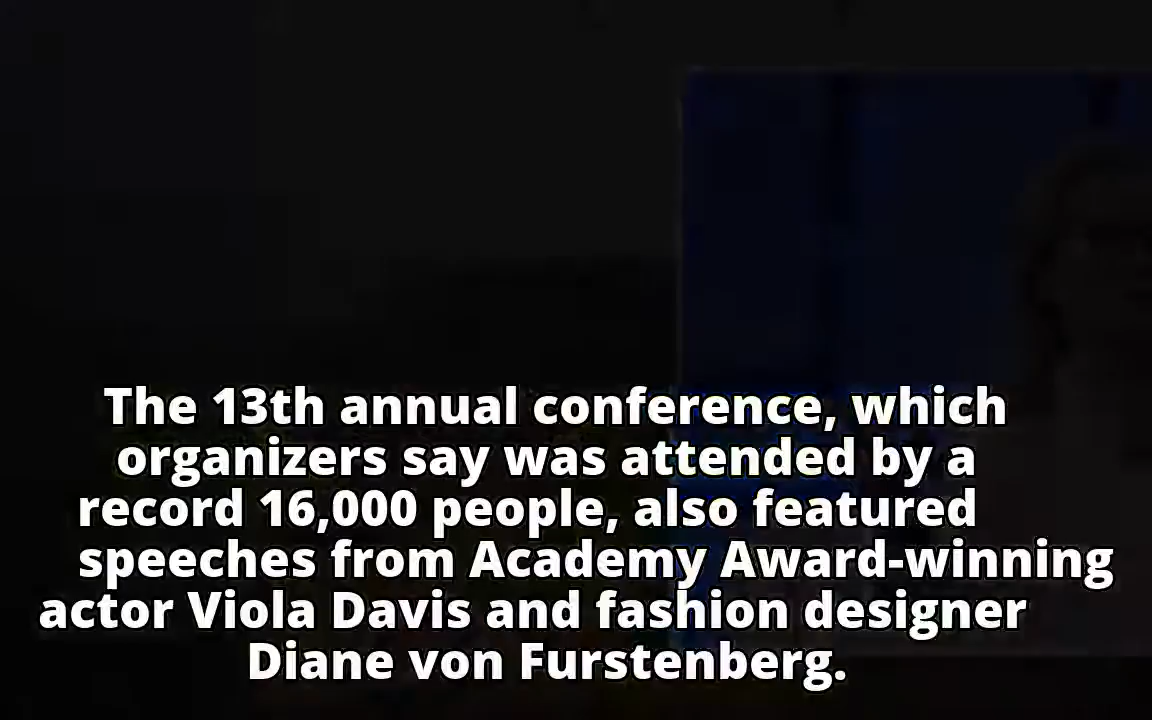 The 13th annual conference, which
organizers say was attended by a
record 16,000 people, also featured
speeches from Academy Award-winning
actor Viola Davis and fashion designer
Diane von Furstenberg.